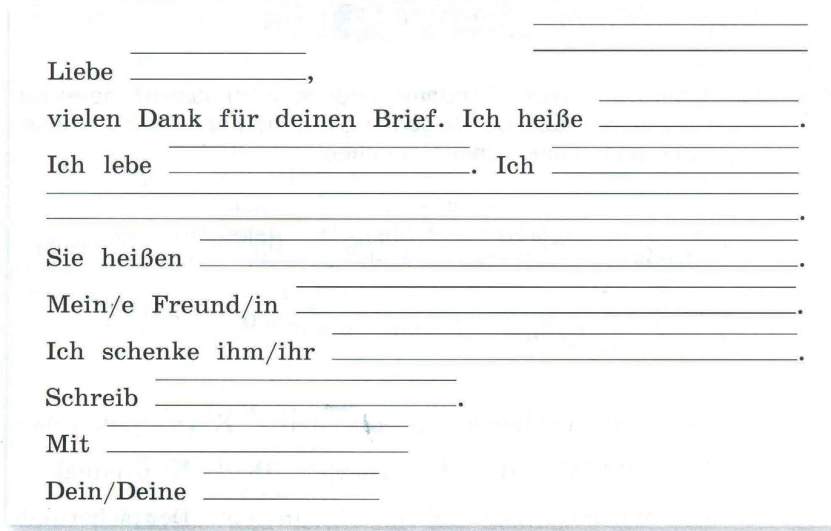 Liebe ,
vielen Dank für deinen Brief. Ich heiße .
Ich lebe . Ich
.
Sie heißen .
Mein/e Freund/in .
Ich schenke ihm/ihr .
Schreib .
Mit
Dein/Deine